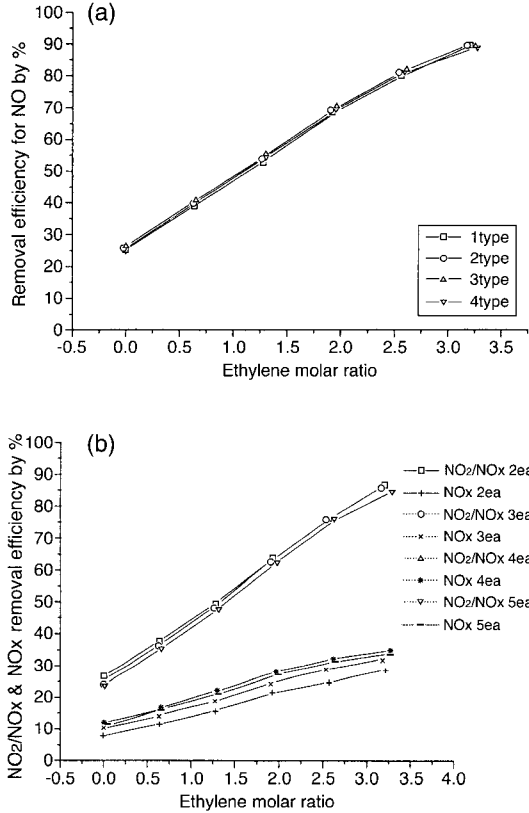 (a)
Removal efficiency for NO by %
100
90
80
70
60
50
40
30
20
10
0
-0.5 0.0 0.5 1.0 1.5 2.0 2.5 3.0 3.5
Ethylene molar ratio
1type
2type
3type
4type
(b)
NO2/NOx & NOx removal efficiency by %
100
90
80
70
60
50
40
30
20
10
0
-0.5 0.0 0.5 1.0 1.5 2.0 2.5 3.0 3.5 4.0
Ethylene molar ratio
NO2/NOx 2ea
NOx 2ea
NO2/NOx 3ea
NOx 3ea
NO2/NOx 4ea
NOx 4ea
NO2/NOx 5ea
NOx 5ea